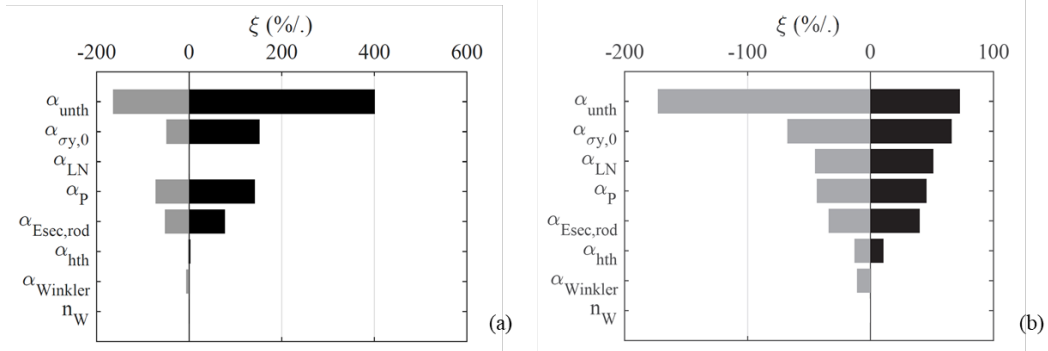 ξ (%/.)
-200 0 200 400 600
α_unth
α_σy,0
α_LN
α_P
α_Esec,rod
α_hth
α_Winkler
n_W
(a)
ξ (%/.)
-200 -100 0 100
α_unth
α_σy,0
α_LN
α_P
α_Esec,rod
α_hth
α_Winkler
n_W
(b)